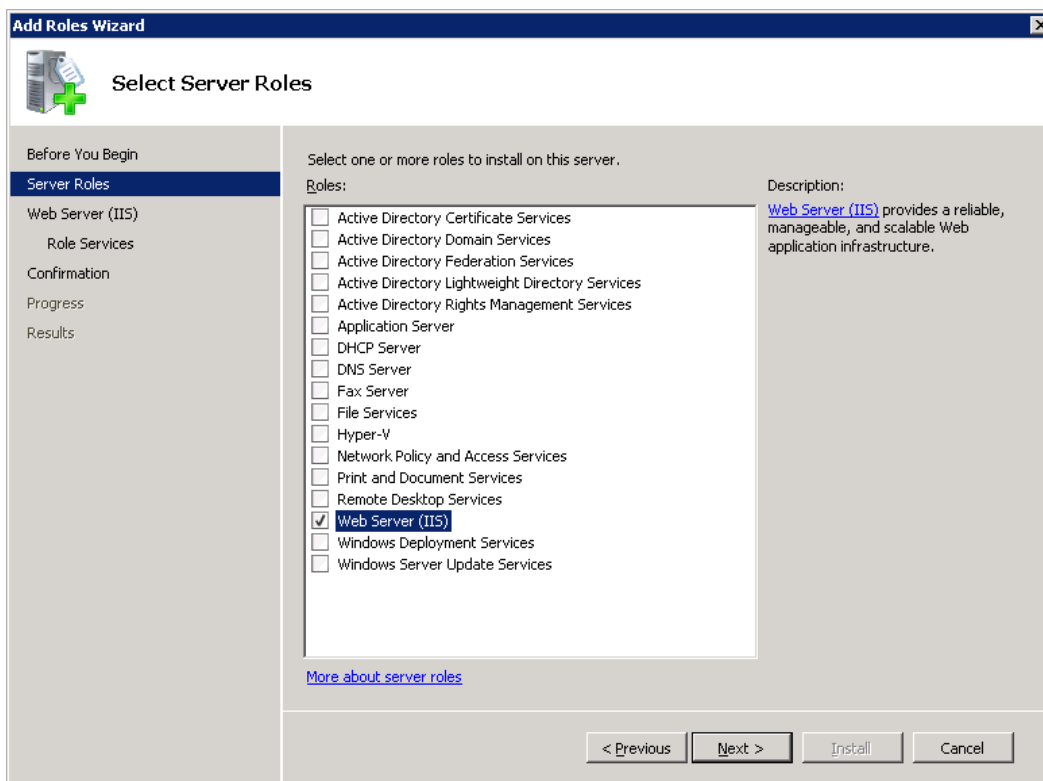 Add Roles Wizard
Select Server Roles
Before You Begin
Server Roles
Web Server (IIS)
Role Services
Confirmation
Progress
Results
Select one or more roles to install on this server.
Roles:
Active Directory Certificate Services
Active Directory Domain Services
Active Directory Federation Services
Active Directory Lightweight Directory Services
Active Directory Rights Management Services
Application Server
DHCP Server
DNS Server
Fax Server
File Services
Hyper-V
Network Policy and Access Services
Print and Document Services
Remote Desktop Services
Web Server (IIS)
Windows Deployment Services
Windows Server Update Services
More about server roles
Description:
Web Server (IIS) provides a reliable,
manageable, and scalable Web
application infrastructure.
< Previous
Next >
Install
Cancel